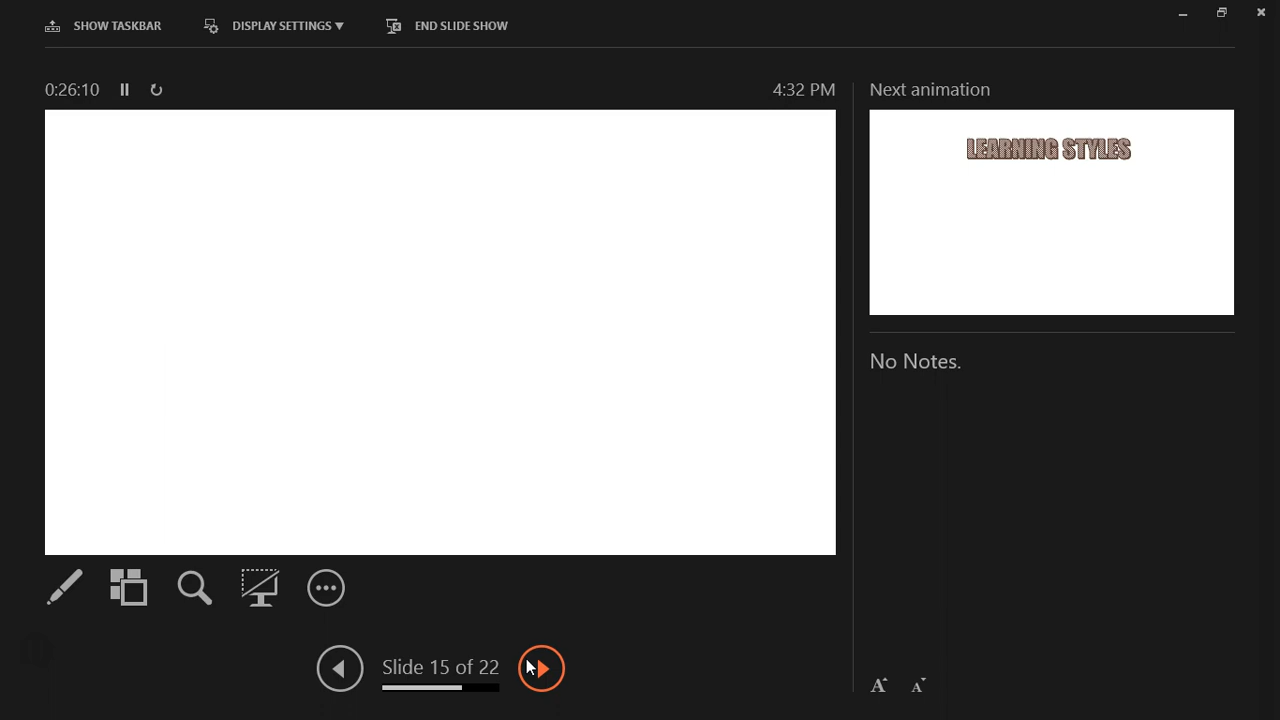 SHOW TASKBAR
DISPLAY SETTINGS ▼
END SLIDE SHOW
0:26:10
4:32 PM
Next animation
LEARNING STYLES
No Notes.
Slide 15 of 22
A A